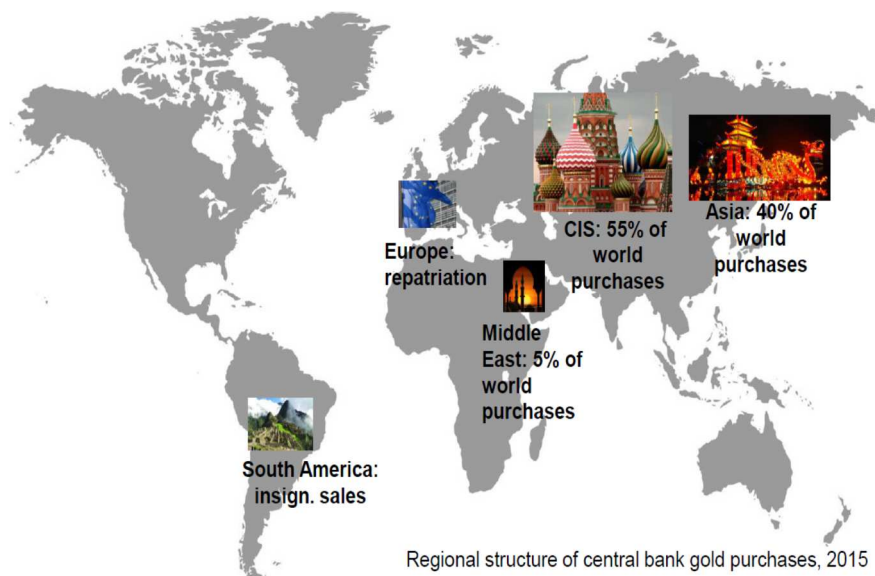 CIS: 55% of
world
purchases
Asia: 40% of
world
purchases
Europe:
repatriation
Middle
East: 5% of
world
purchases
South America:
insign. sales
Regional structure of central bank gold purchases, 2015